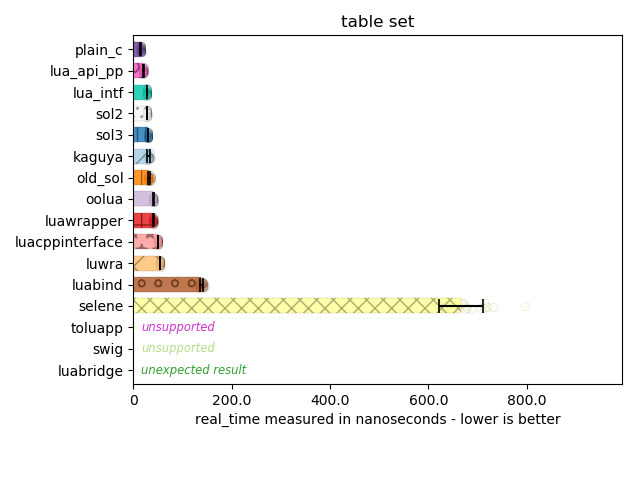 table set
plain_c
lua_api_pp
lua_intf
sol2
sol3
kaguya
old_sol
oolua
luawrapper
luacppinterface
luwra
luabind
selene
toluapp unsupported
swig unsupported
luabridge unexpected result
0 200.0 400.0 600.0 800.0
real_time measured in nanoseconds - lower is better